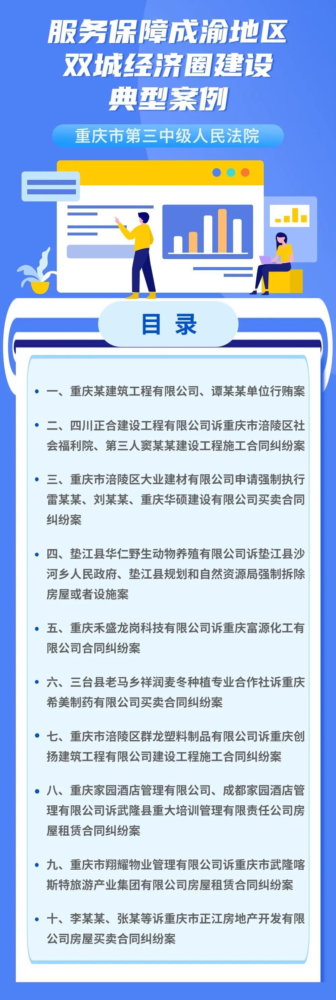 服务保障成渝地区
双城经济圈建设
典型案例
重庆市第三中级人民法院
目录
一、重庆某建筑工程有限公司、谭某某单位行贿案
二、四川正合建设工程有限公司诉重庆市涪陵区社
会福利院、第三人窦某某建设工程施工合同纠纷案
三、重庆市涪陵区大业建材有限公司申请强制执行
雷某某、刘某某、重庆华硕建设有限公司买卖合同
纠纷案
四、垫江县华仁野生动物养殖有限公司诉垫江县沙
河乡人民政府、垫江县规划和自然资源局强制拆除
房屋或者设施案
五、重庆禾盛龙岗科技有限公司诉重庆富源化工有
限公司合同纠纷案
六、三台县老马乡祥润麦冬种植专业合作社诉重庆
希美制药有限公司买卖合同纠纷案
七、重庆市涪陵区群龙塑料制品有限公司诉重庆创
扬建筑工程有限公司建设工程施工合同纠纷案
八、重庆家园酒店管理有限公司、成都家园酒店管
理有限公司诉武隆县重大培训管理有限责任公司房
屋租赁合同纠纷案
九、重庆市翔耀物业管理有限公司诉重庆市武隆喀
斯特旅游产业集团有限公司房屋租赁合同纠纷案
十、李某某、张某等诉重庆市正江房地产开发有限
公司房屋买卖合同纠纷案